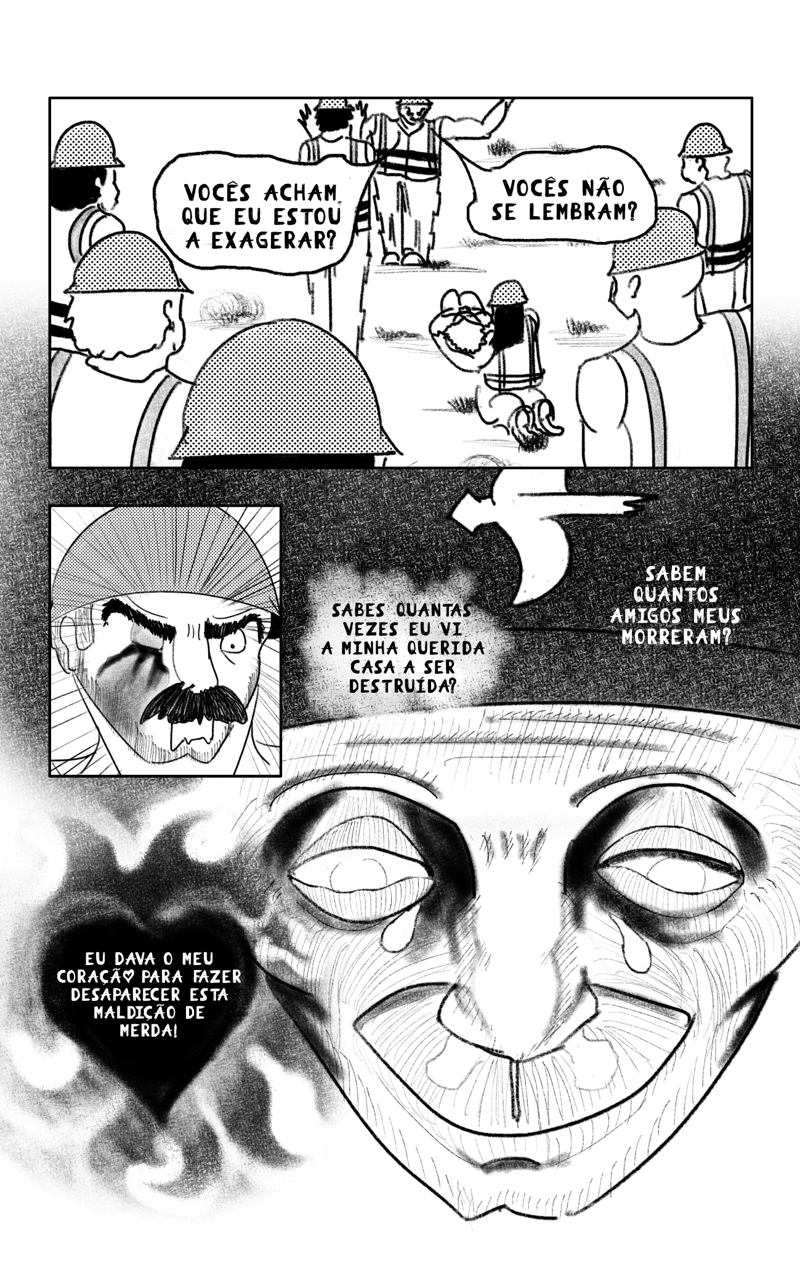 VOCÊS ACHAM
QUE EU ESTOU
A EXAGERAR?
VOCÊS NÃO
SE LEMBRAM?
SABES QUANTAS
VEZES EU VI
A MINHA QUERIDA
CASA A SER
DESTRUÍDA?
SABEM
QUANTOS
AMIGOS MEUS
MORRERAM?
EU DAVA O MEU
CORAÇÃ♡ PARA FAZER
DESAPARECER ESTA
MALDIÇÃO DE
MERDA!